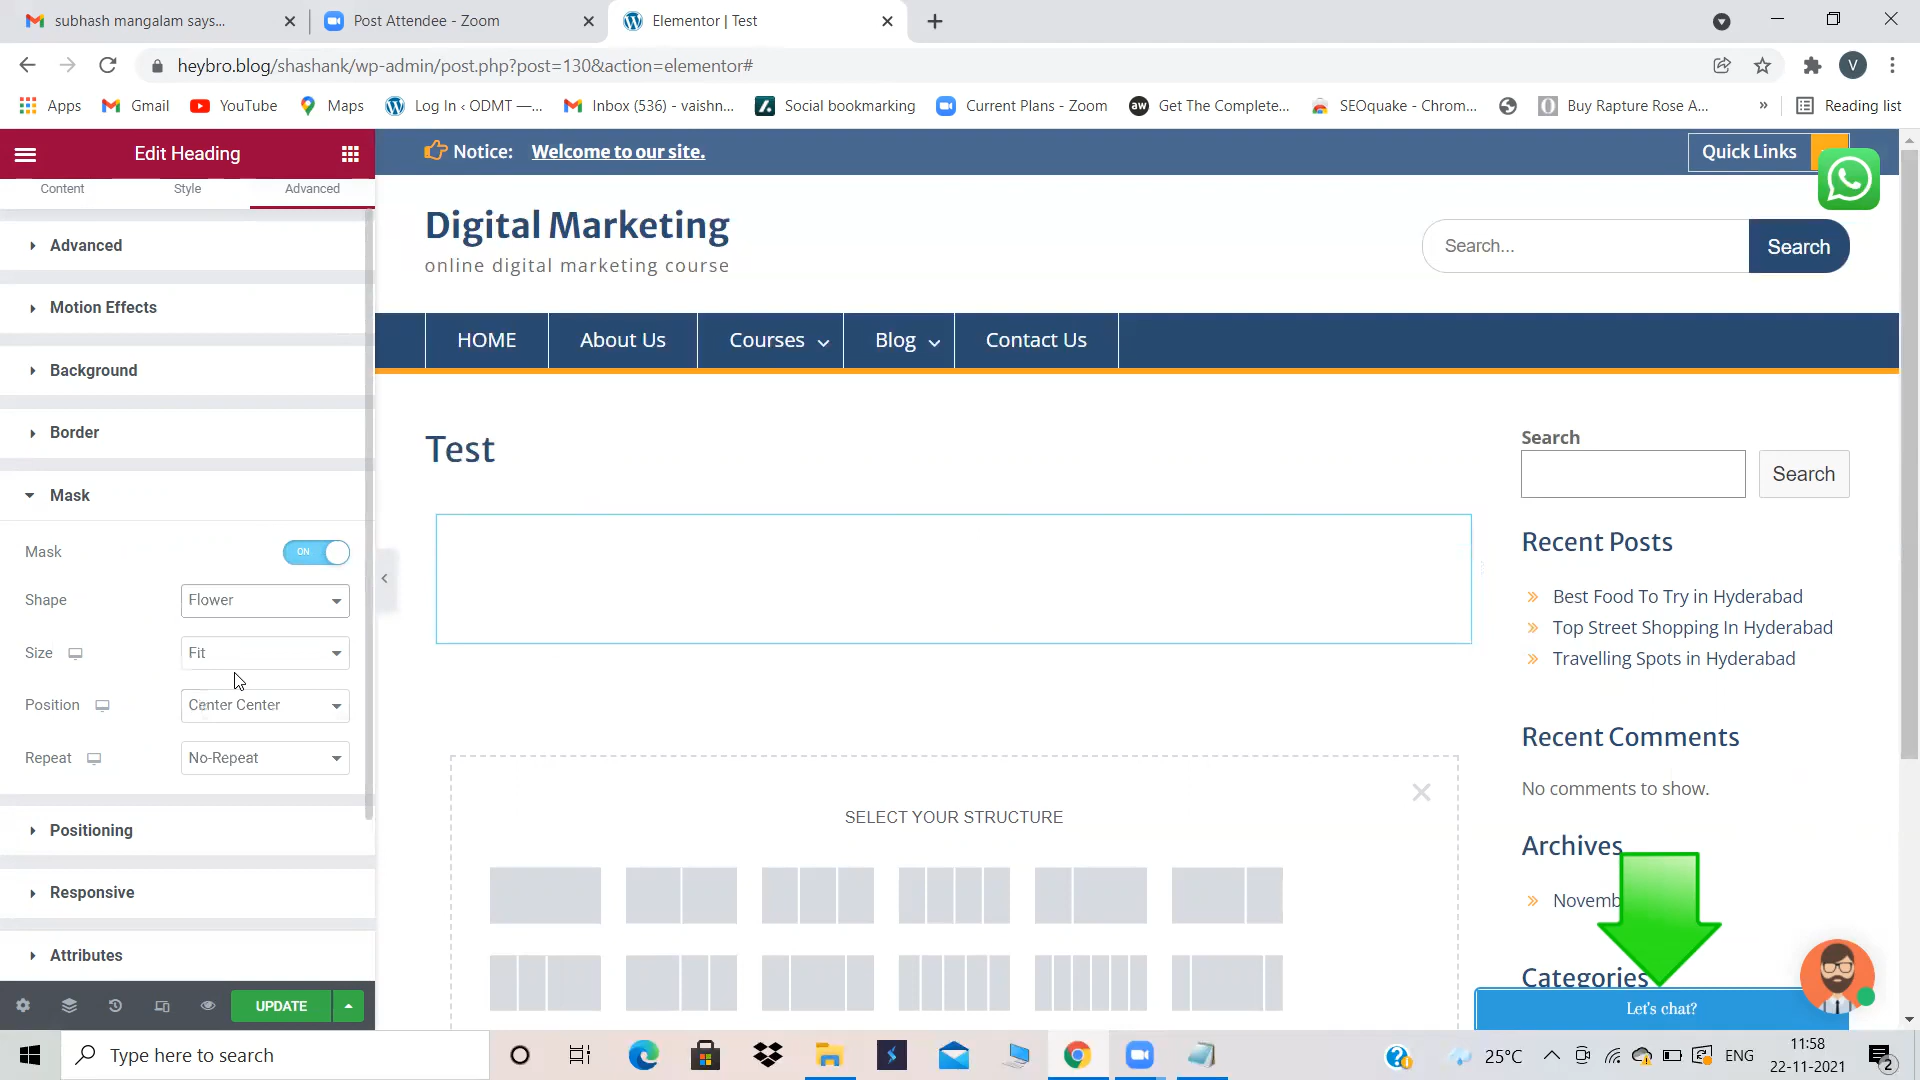 subhash mangalam says...
Post Attendee - Zoom
Elementor | Test
heybro.blog/shashank/wp-admin/post.php?post=130&action=elementor#
V
Apps
Gmail
YouTube
Maps
Log In ‹ ODMT —...
Inbox (536) - vaishn...
Social bookmarking
Current Plans - Zoom
aw
Get The Complete...
SEOquake - Chrom...
Buy Rapture Rose A...
»
Reading list
Edit Heading
Content
Style
Advanced
Advanced
Motion Effects
Background
Border
Mask
Mask
ON
Shape
Flower
Size
Fit
Position
Center Center
Repeat
No-Repeat
Positioning
Responsive
Attributes
UPDATE
Notice:
Welcome to our site.
Quick Links
Digital Marketing
online digital marketing course
Search...
Search
HOME
About Us
Courses
Blog
Contact Us
Test
SELECT YOUR STRUCTURE
Search
Search
Recent Posts
Best Food To Try in Hyderabad
Top Street Shopping In Hyderabad
Travelling Spots in Hyderabad
Recent Comments
No comments to show.
Archives
Novemb
Categories
Let's chat?
Type here to search
25°C
ENG
11:58
22-11-2021
2